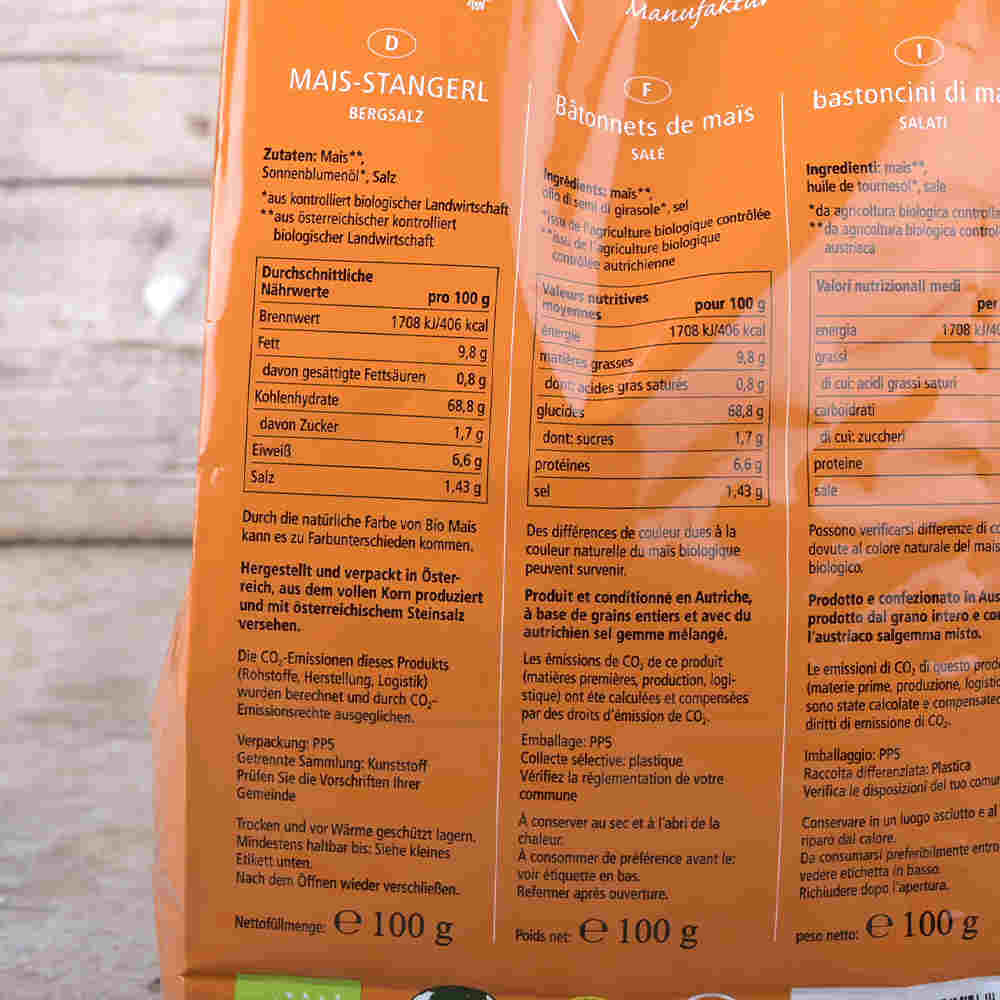 Manufaktur
D
MAIS-STANGERL
BERGSALZ
Zutaten: Mais**,
Sonnenblumenöl*, Salz
*aus kontrolliert biologischer Landwirtschaft
**aus österreichischer kontrolliert
biologischer Landwirtschaft
Durchschnittliche
Nährwerte pro 100 g
Brennwert 1708 kJ/406 kcal
Fett 9,8 g
davon gesättigte Fettsäuren 0,8 g
Kohlenhydrate 68,8 g
davon Zucker 1,7 g
Eiweiß 6,6 g
Salz 1,43 g
Durch die natürliche Farbe von Bio Mais
kann es zu Farbunterschieden kommen.
Hergestellt und verpackt in Öster-
reich, aus dem vollen Korn produziert
und mit österreichischem Steinsalz
versehen.
Die CO₂-Emissionen dieses Produkts
(Rohstoffe, Herstellung, Logistik)
wurden berechnet und durch CO₂-
Emissionsrechte ausgeglichen.
Verpackung: PP5
Getrennte Sammlung: Kunststoff
Prüfen Sie die Vorschriften Ihrer
Gemeinde
Trocken und vor Wärme geschützt lagern.
Mindestens haltbar bis: Siehe kleines
Etikett unten.
Nach dem Öffnen wieder verschließen.
Nettofüllmenge: ℮ 100 g
F
Bâtonnets de maïs
SALÉ
Ingrédients: maïs**,
olio di semi di girasole*, sel
*issu de l'agriculture biologique contrôlée
**issu de l'agriculture biologique
contrôlée autrichienne
Valeurs nutritives
moyennes pour 100 g
énergie 1708 kJ/406 kcal
matières grasses 9,8 g
dont: acides gras saturés 0,8 g
glucides 68,8 g
dont: sucres 1,7 g
protéines 6,6 g
sel 1,43 g
Des différences de couleur dues à la
couleur naturelle du maïs biologique
peuvent survenir.
Produit et conditionné en Autriche,
à base de grains entiers et avec du
autrichien sel gemme mélangé.
Les émissions de CO₂ de ce produit
(matières premières, production, logi-
stique) ont été calculées et compensées
par des droits d'émission de CO₂.
Emballage: PP5
Collecte sélective: plastique
Vérifiez la réglementation de votre
commune
À conserver au sec et à l'abri de la
chaleur.
À consommer de préférence avant le:
voir étiquette en bas.
Refermer après ouverture.
Poids net: ℮ 100 g
I
bastoncini di ma
SALATI
Ingredienti: mais**,
huile de tournesol*, sale
*da agricoltura biologica controlla
**da agricoltura biologica control
austriaca
Valori nutrizionali medi
per
energia 1708 kJ/4
grassi
di cui: acidi grassi saturi
carboidrati
di cui: zuccheri
proteine
sale
Possono verificarsi differenze di co
dovute al colore naturale del mais
biologico.
Prodotto e confezionato in Aus
prodotto dal grano intero e con
l'austriaco salgemma misto.
Le emissioni di CO₂ di questo prod
(materie prime, produzione, logistic
sono state calcolate e compensate
diritti di emissione di CO₂.
Imballaggio: PP5
Raccolta differenziata: Plastica
Verifica le disposizioni del tuo comun
Conservare in un luogo asciutto e al
riparo dal calore.
Da consumarsi preferibilmente entro
vedere etichetta in basso.
Richiudere dopo l'apertura.
peso netto: ℮ 100 g